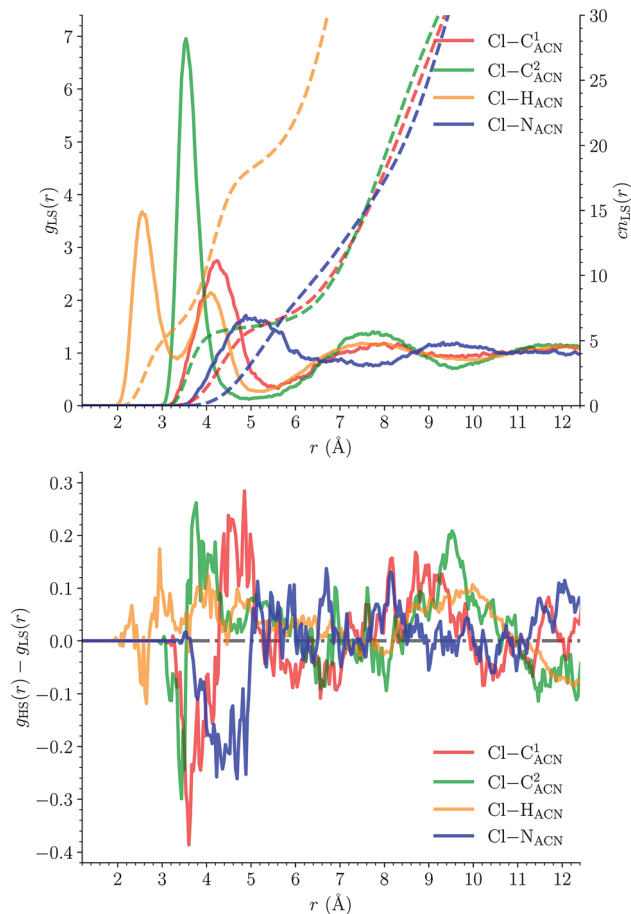 7
6
5
4
3
2
1
0
g_LS(r)
30
25
20
15
10
5
0
cn_LS(r)
Cl−C¹_ACN
Cl−C²_ACN
Cl−H_ACN
Cl−N_ACN
2 3 4 5 6 7 8 9 10 11 12
r (Å)
0.3
0.2
0.1
0.0
−0.1
−0.2
−0.3
−0.4
g_HS(r) − g_LS(r)
Cl−C¹_ACN
Cl−C²_ACN
Cl−H_ACN
Cl−N_ACN
2 3 4 5 6 7 8 9 10 11 12
r (Å)